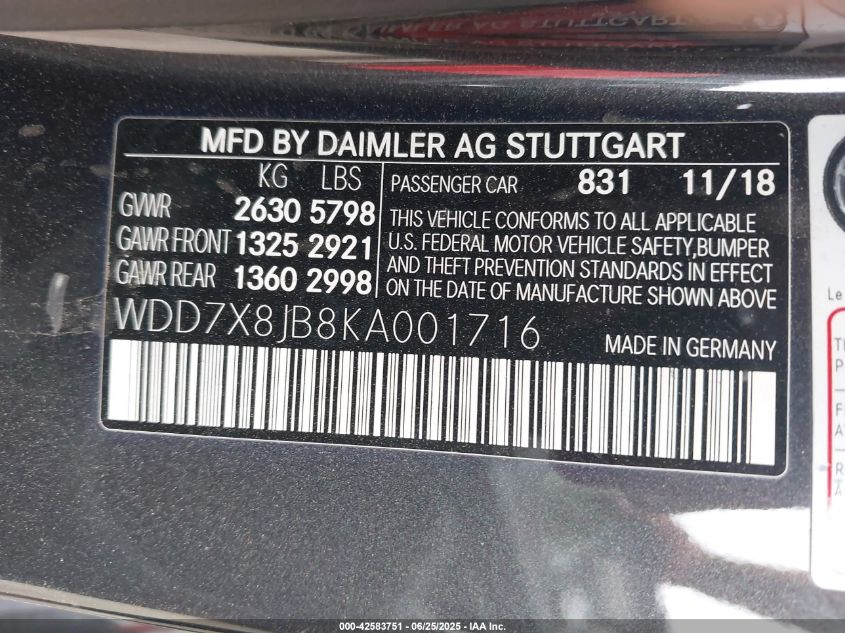 AG STUTTGART
MFD BY DAIMLER AG STUTTGART
KG LBS
GVWR 2630 5798
GAWR FRONT 1325 2921
GAWR REAR 1360 2998
PASSENGER CAR 831 11/18
THIS VEHICLE CONFORMS TO ALL APPLICABLE
U.S. FEDERAL MOTOR VEHICLE SAFETY,BUMPER
AND THEFT PREVENTION STANDARDS IN EFFECT
ON THE DATE OF MANUFACTURE SHOWN ABOVE
WDD7X8JB8KA001716
MADE IN GERMANY
Le
000-42583751 / 06/25/2025 - IAA Inc.